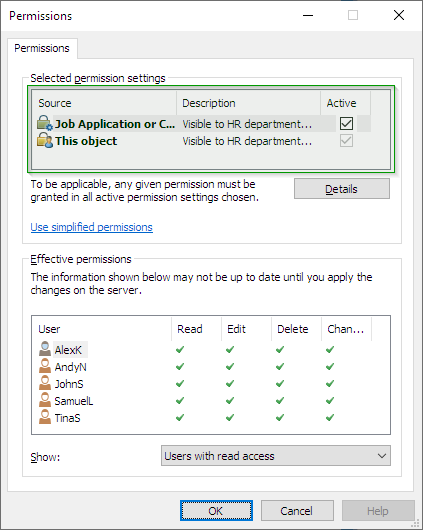 Permissions
Permissions
Selected permission settings
Source Description Active
Job Application or C... Visible to HR department...
This object Visible to HR department...
To be applicable, any given permission must be
granted in all active permission settings chosen.
Details
Use simplified permissions
Effective permissions
The information shown below may not be up to date until you apply the
changes on the server.
User Read Edit Delete Chan...
AlexK
AndyN
JohnS
SamuelL
TinaS
Show: Users with read access
OK Cancel Help